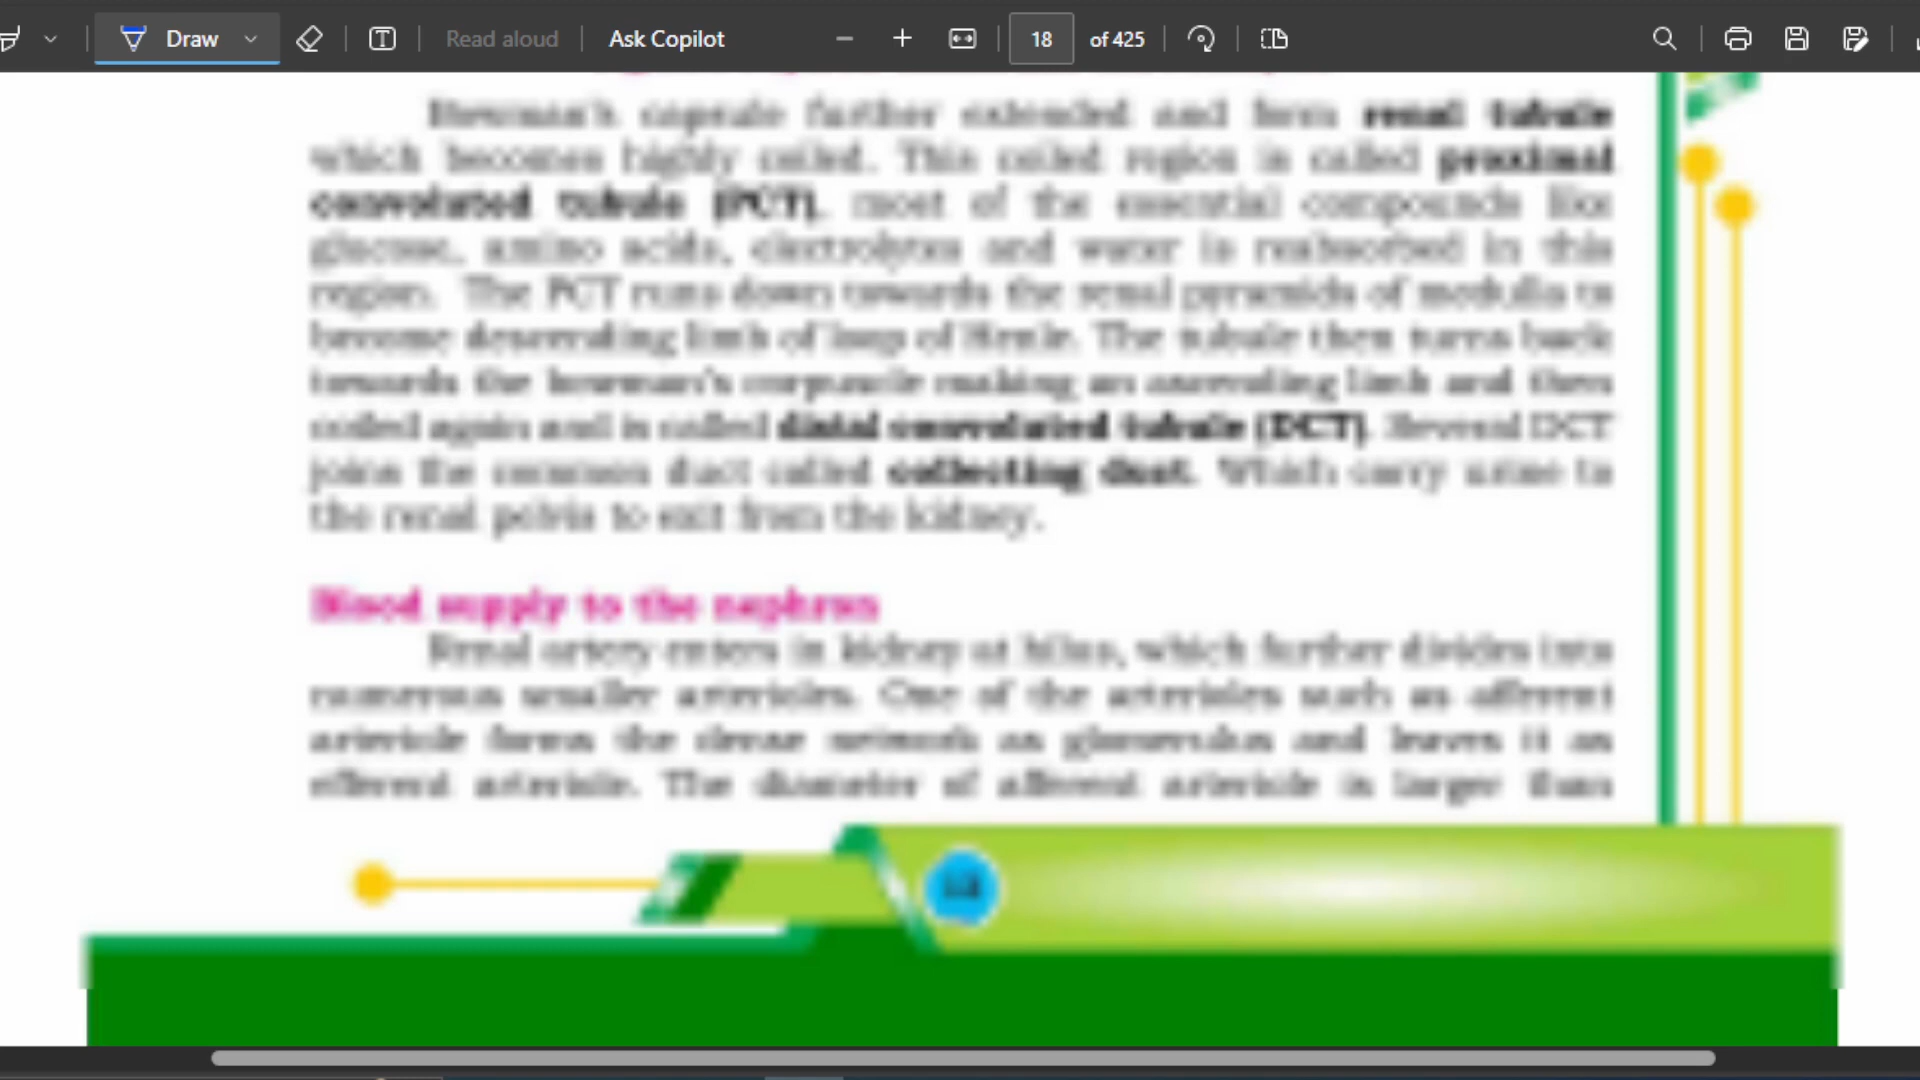 Draw
Read aloud
Ask Copilot
18
of 425
Bowman's capsule further extended and form renal tubule
which becomes highly coiled. This coiled region is called proximal
convoluted tubule (PCT), most of the essential compounds like
glucose, amino acids, electrolytes and water is reabsorbed in this
region. The PCT runs down towards the renal pyramids of medulla to
become descending limb of loop of Henle. The tubule then turns back
towards the bowman's corpuscle making an ascending limb and then
coiled again and is called distal convoluted tubule (DCT). Several DCT
joins the common duct called collecting dust. Which carry urine to
the renal pelvis to exit from the kidney.
Blood supply to the nephron
Renal artery enters in kidney at hilus, which further divides into
numerous smaller arterioles. One of the arterioles such as afferent
arteriole forms the dense network as glomerulus and leaves it as
efferent arteriole. The diameter of afferent arteriole is larger than